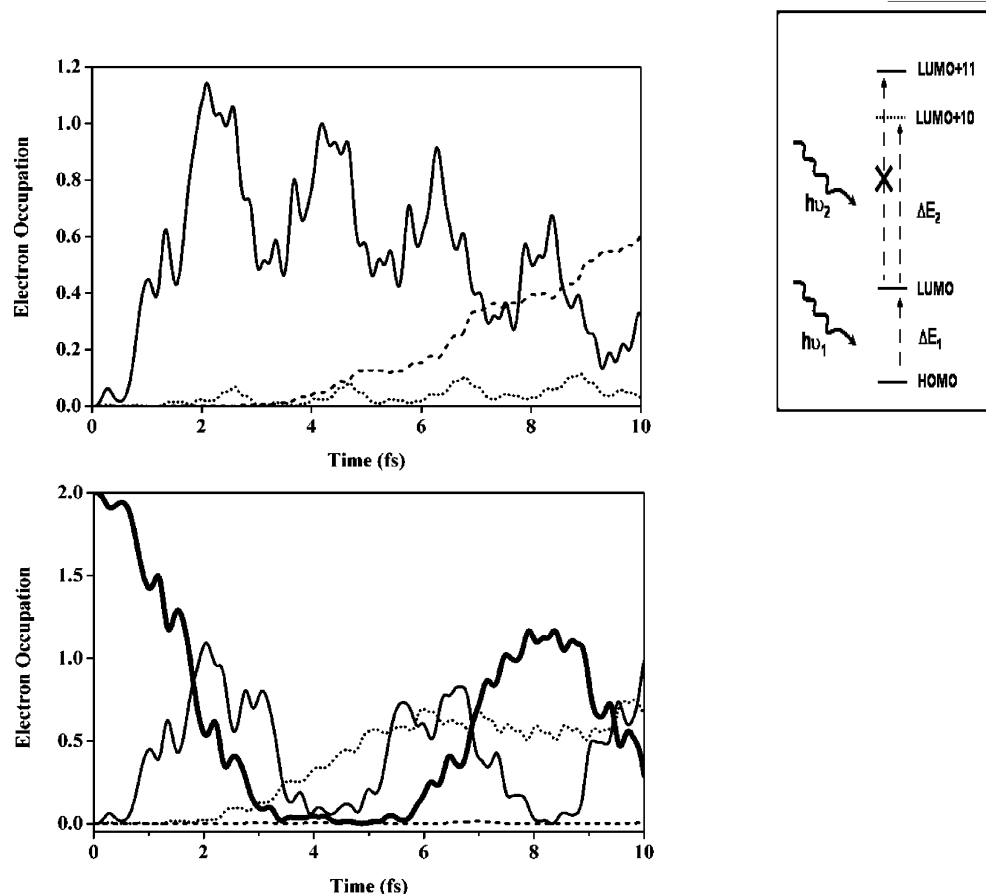 1.2
1.0
0.8
0.6
0.4
0.2
0.0
Electron Occupation
0 2 4 6 8 10
Time (fs)
LUMO+11
LUMO+10
hυ2
ΔE2
LUMO
hυ1
ΔE1
HOMO
2.0
1.5
1.0
0.5
0.0
Electron Occupation
0 2 4 6 8 10
Time (fs)